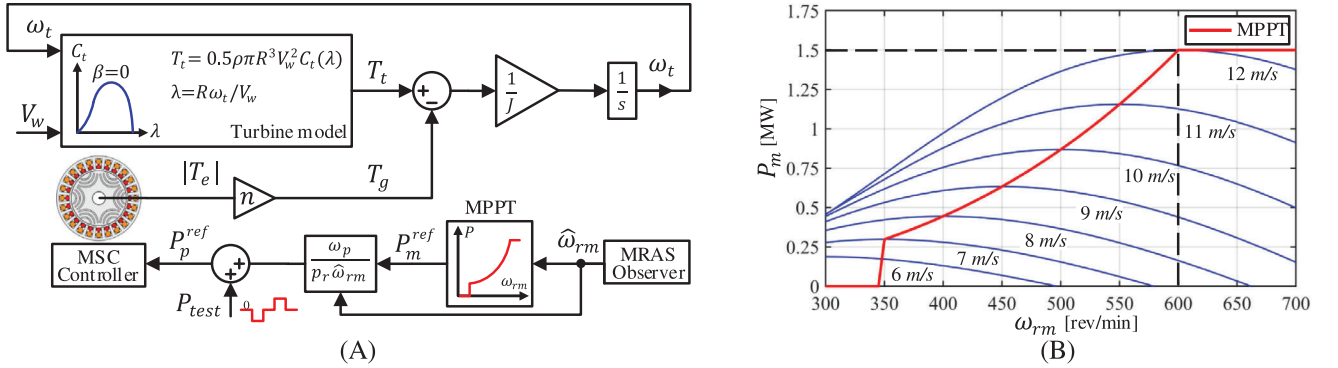 ω_t
C_t
β=0
λ
T_t = 0.5ρπR³V_w²C_t(λ)
λ=Rω_t/V_w
Turbine model
V_w
T_t
+
−
1/J
1/s
ω_t
|T_e|
n
T_g
MSC
Controller
P_p^ref
+
+
P_test
0
ω_p / p_r ω̂_rm
P_m^ref
MPPT
P
ω_rm
ω̂_rm
MRAS
Observer
(A)
P_m [MW]
1.75
1.5
1.25
1
0.75
0.5
0.25
0
MPPT
12 m/s
11 m/s
10 m/s
9 m/s
8 m/s
7 m/s
6 m/s
300 350 400 450 500 550 600 650 700
ω_rm [rev/min]
(B)